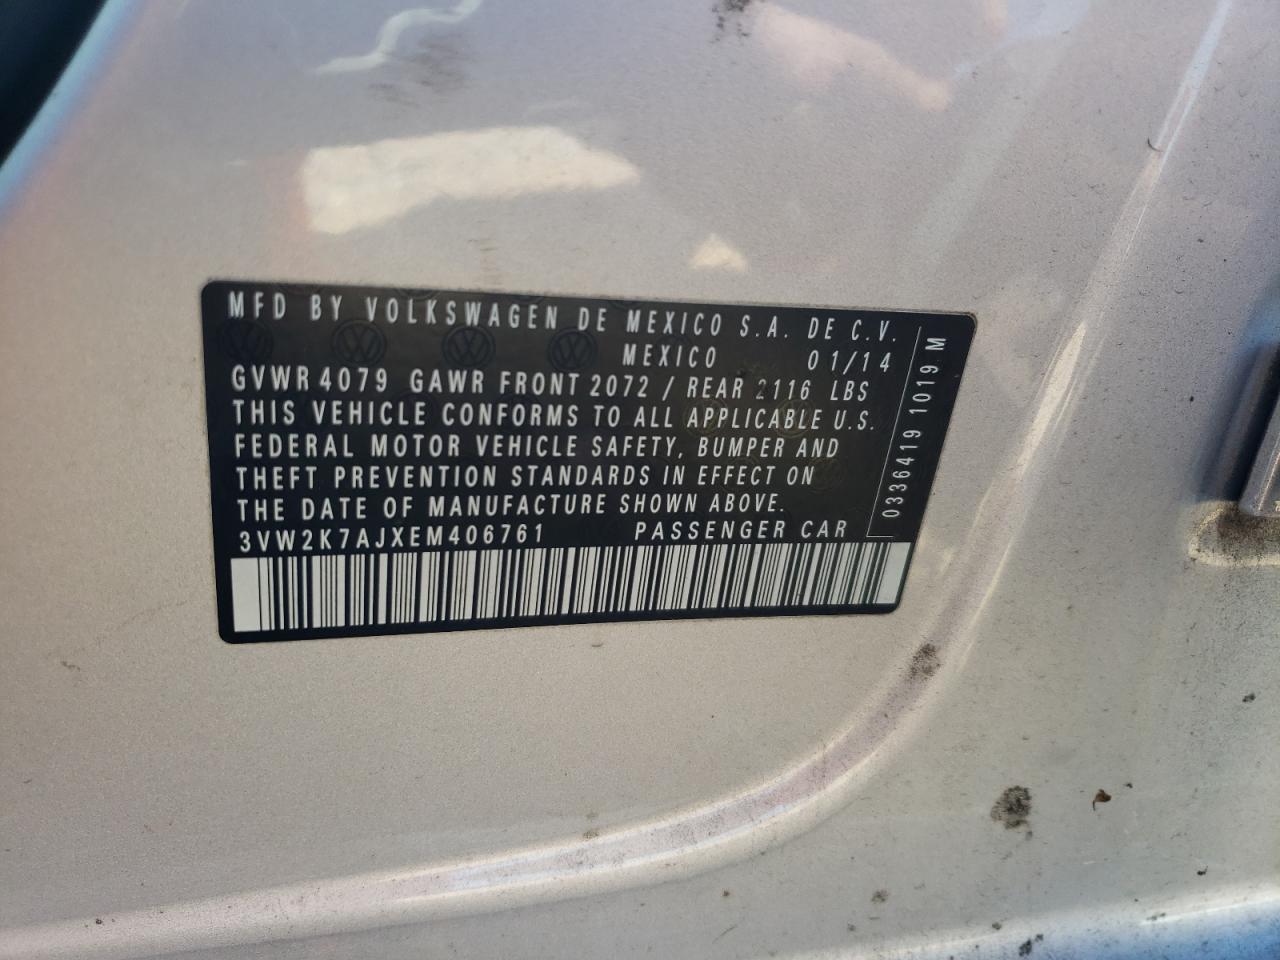 MFD BY VOLKSWAGEN DE MEXICO S.A. DE C.V.
MEXICO 01/14
GVWR 4079 GAWR FRONT 2072 / REAR 2116 LBS
THIS VEHICLE CONFORMS TO ALL APPLICABLE U.S.
FEDERAL MOTOR VEHICLE SAFETY, BUMPER AND
THEFT PREVENTION STANDARDS IN EFFECT ON
THE DATE OF MANUFACTURE SHOWN ABOVE.
3VW2K7AJXEM406761 PASSENGER CAR
0336419 1019 M